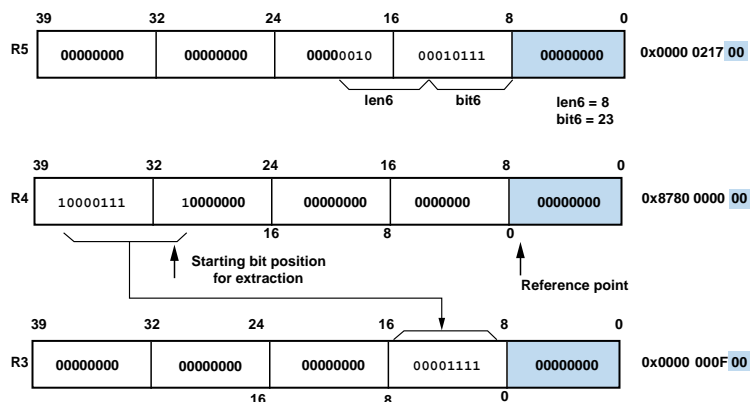 39 32 24 16 8 0
R5 00000000 00000000 00000010 00010111 00000000 0x0000 0217 00
len6 bit6 len6 = 8
bit6 = 23
39 32 24 16 8 0
R4 10000111 10000000 00000000 0000000 00000000 0x8780 0000 00
16 8 0
Starting bit position
for extraction
Reference point
39 32 24 16 8 0
R3 00000000 00000000 00000000 00001111 00000000 0x0000 000F 00
16 8 0